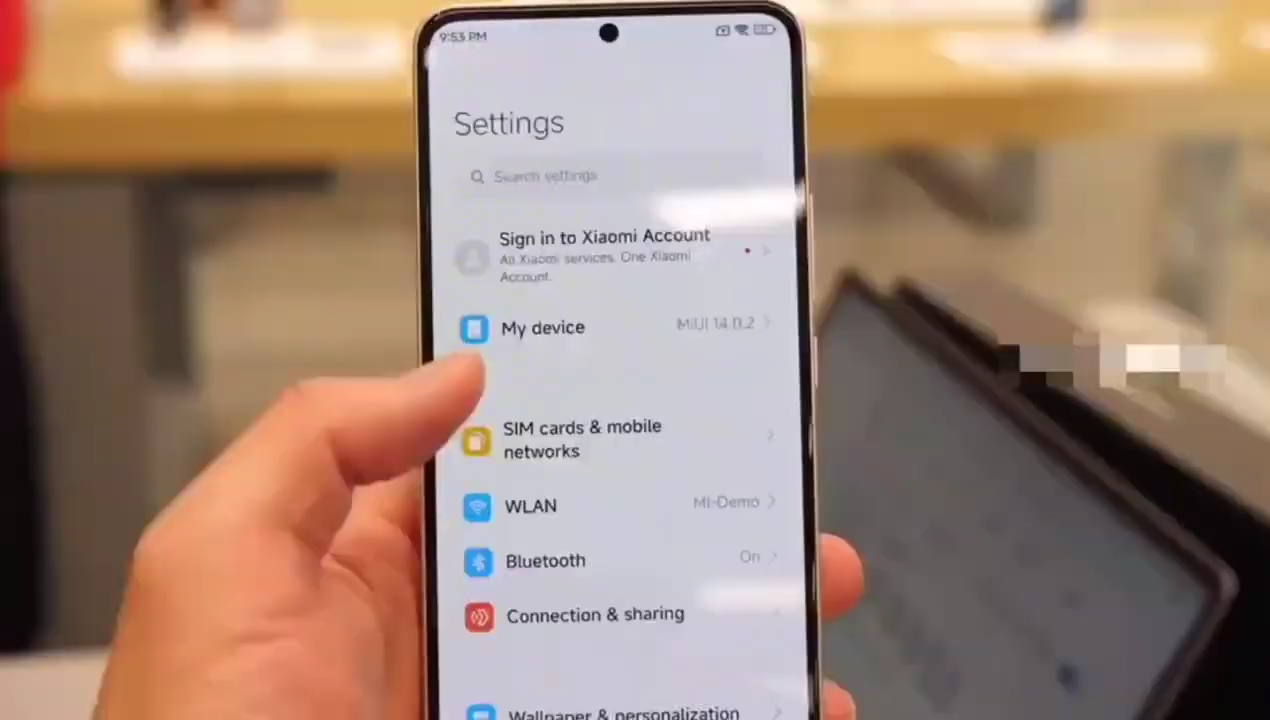 9:53 PM
Settings
Search settings
Sign in to Xiaomi Account
All Xiaomi services. One Xiaomi
Account.
My device
MIUI 14.0.2
SIM cards & mobile
networks
WLAN
MI-Demo
Bluetooth
On
Connection & sharing
Wallpaper & personalization